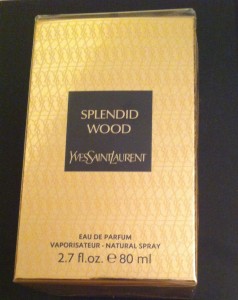 SPLENDID
WOOD
YVESSAINTLAURENT
EAU DE PARFUM
VAPORISATEUR - NATURAL SPRAY
2.7 fl.oz. e 80 ml